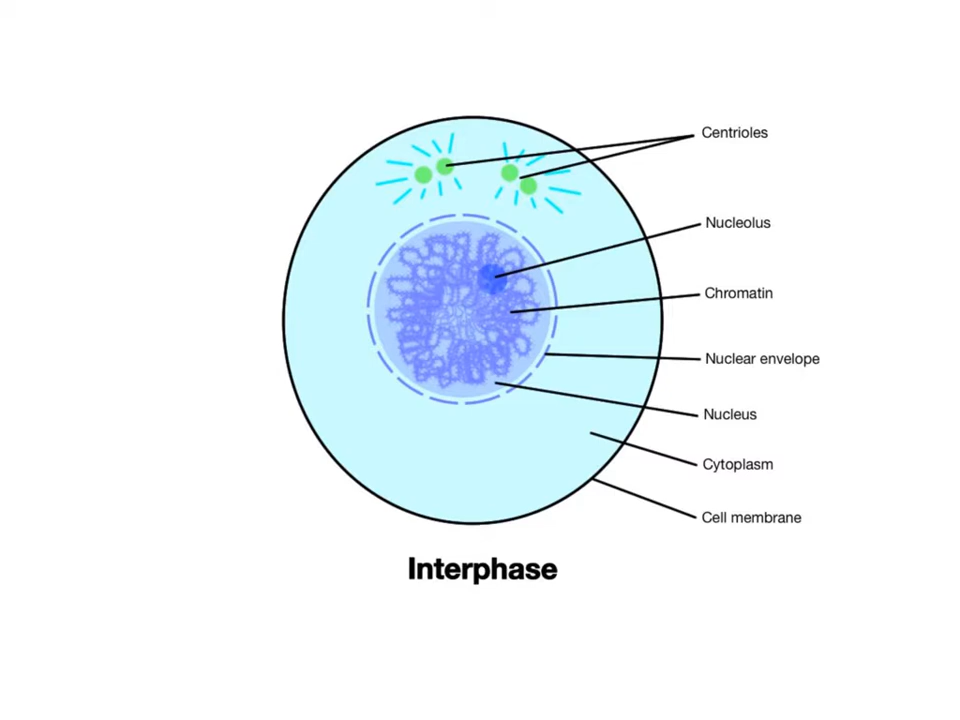 Centrioles
Nucleolus
Chromatin
Nuclear envelope
Nucleus
Cytoplasm
Cell membrane
Interphase